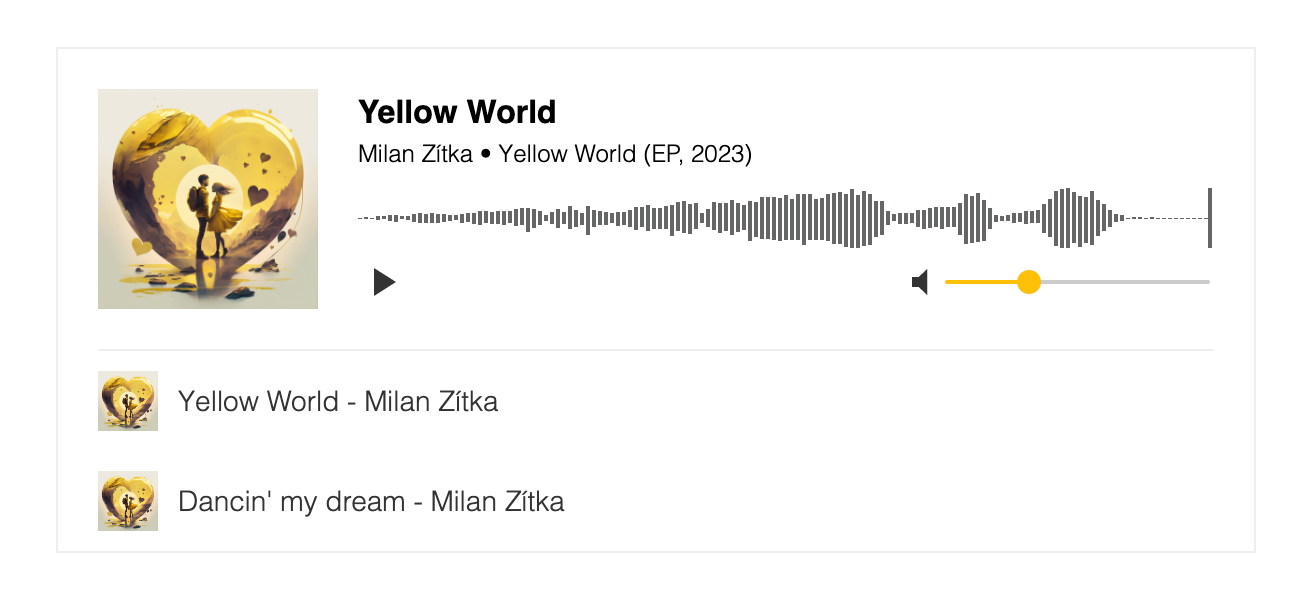 Yellow World
Milan Zítka • Yellow World (EP, 2023)
Yellow World - Milan Zítka
Dancin' my dream - Milan Zítka